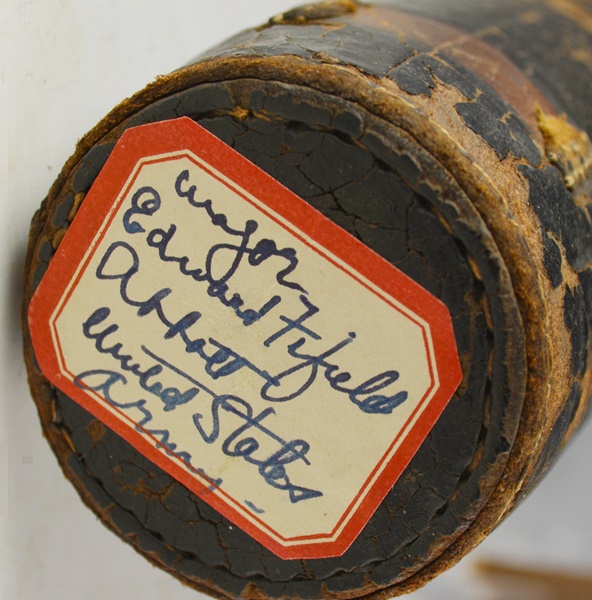 Major
Edward Fifield
Abbott
United States
Army -